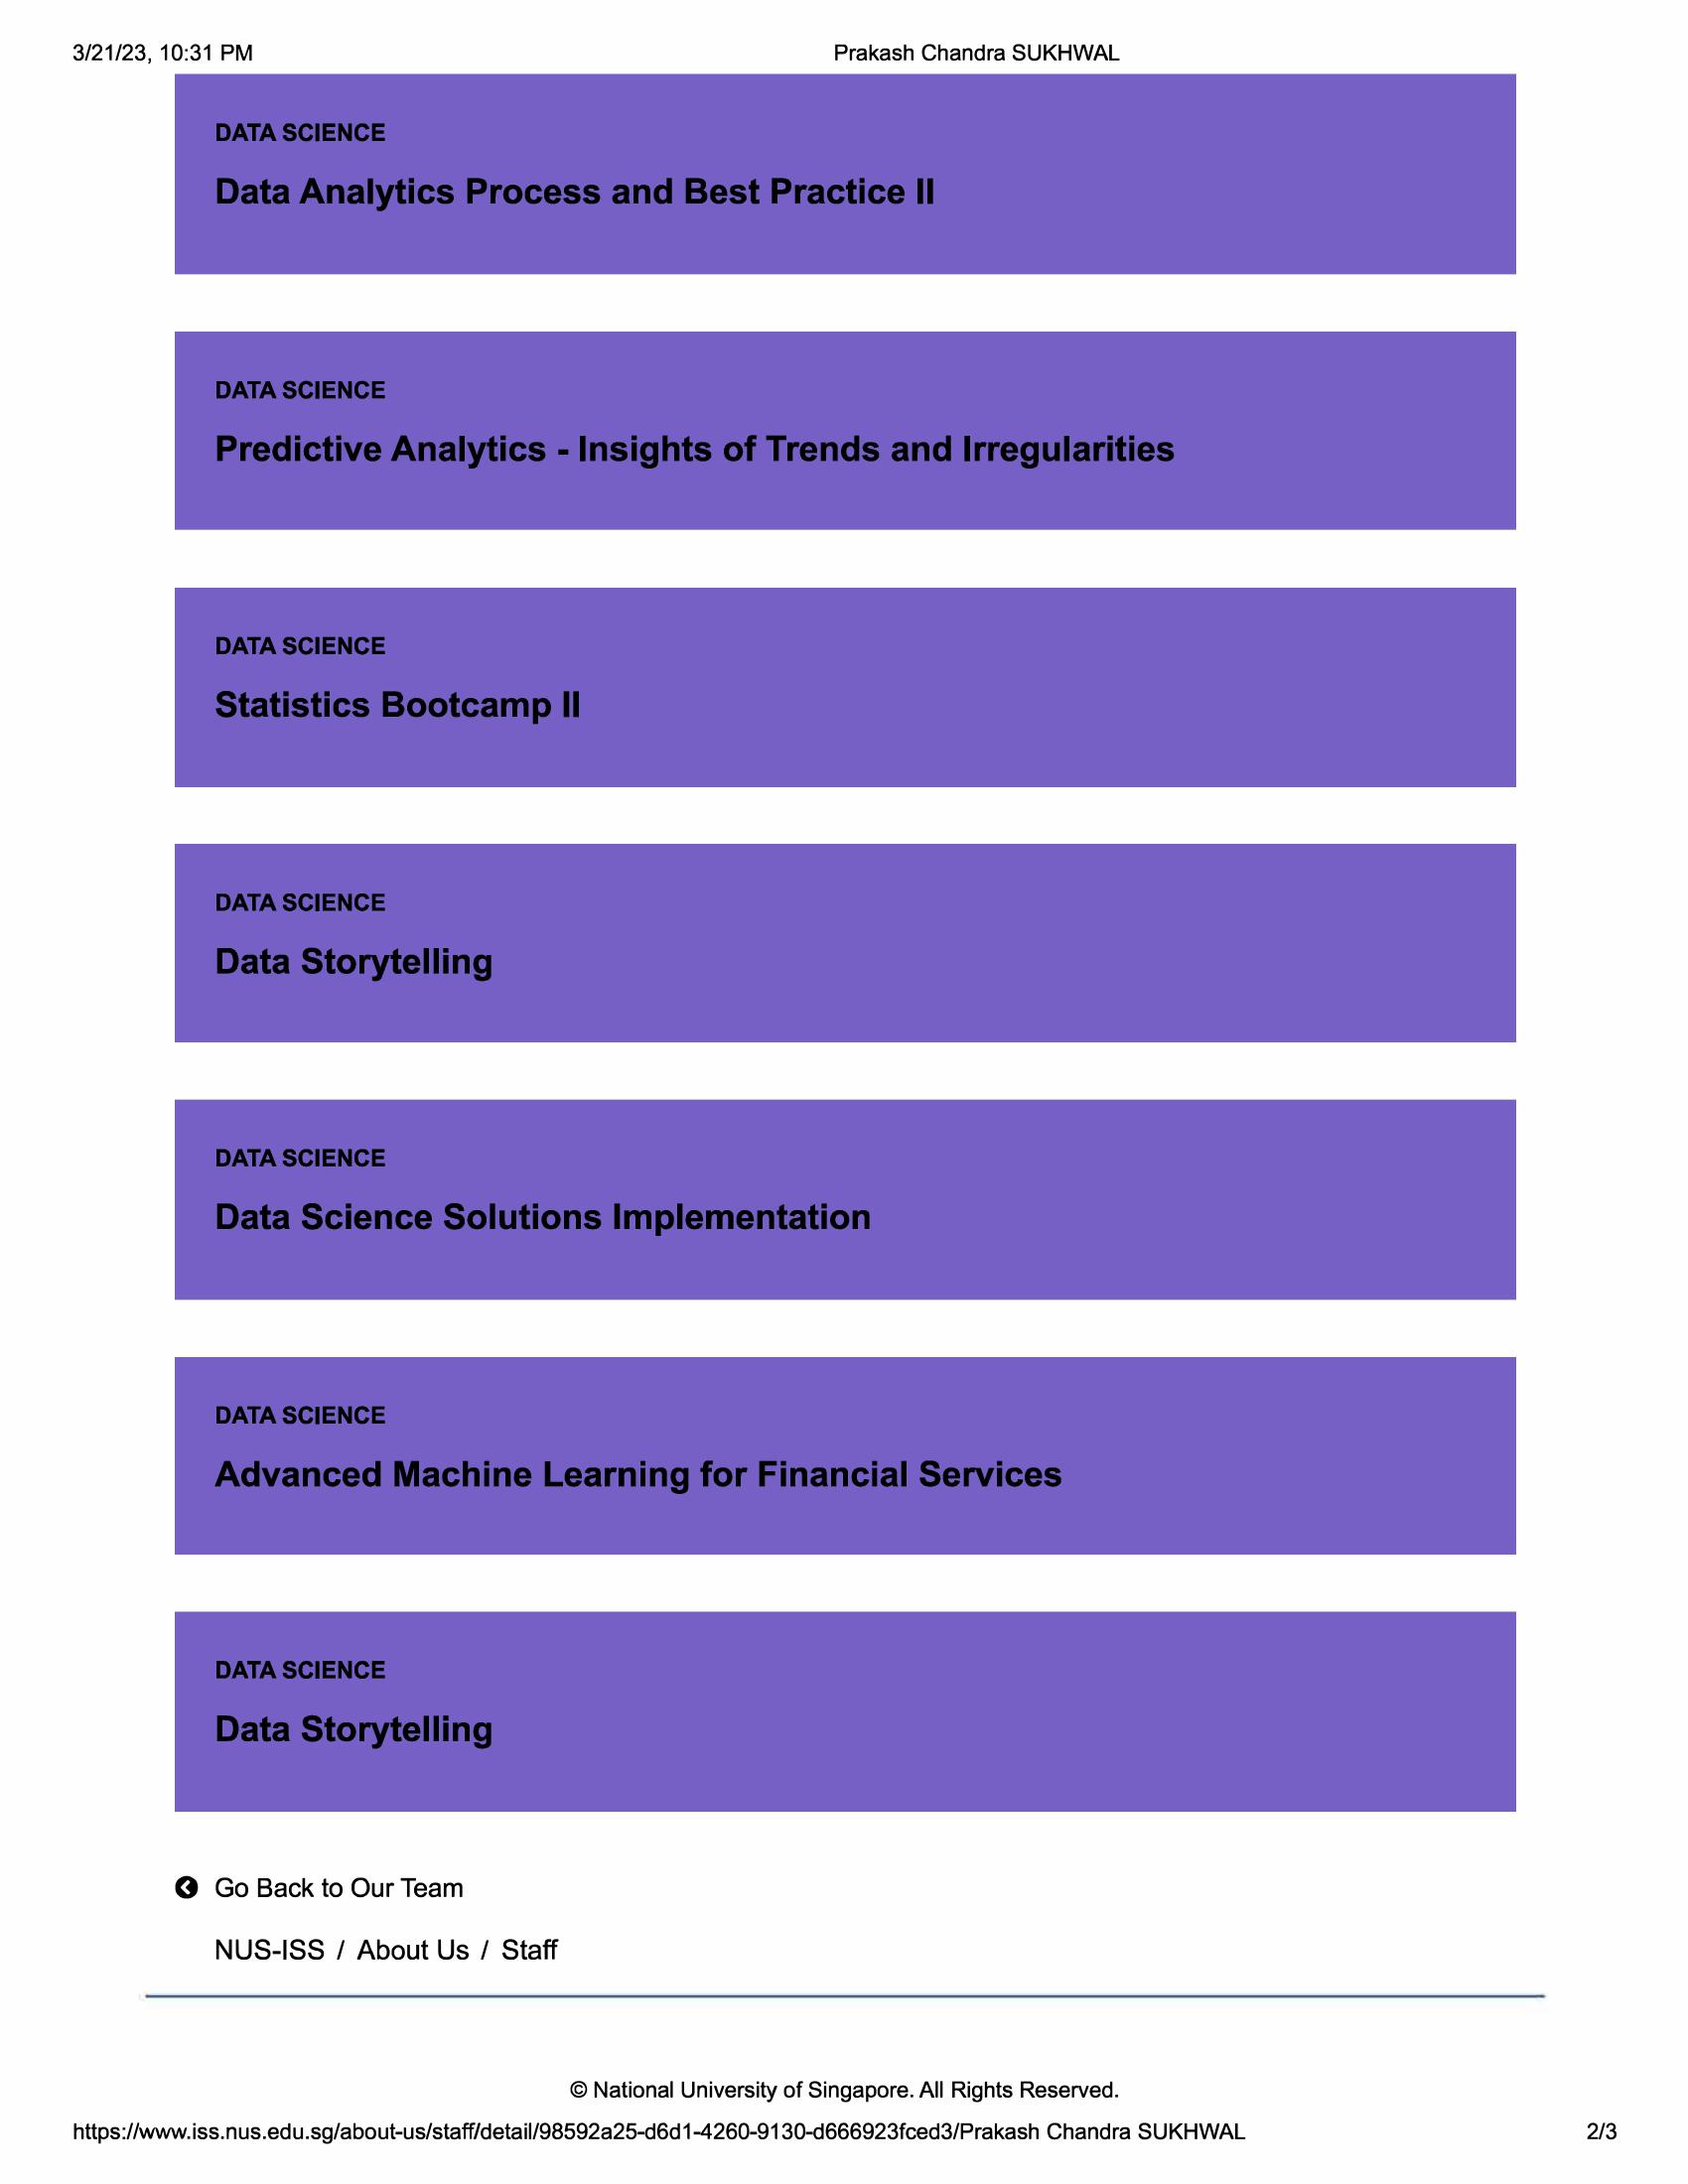 3/21/23, 10:31 PM
Prakash Chandra SUKHWAL
DATA SCIENCE
Data Analytics Process and Best Practice II
DATA SCIENCE
Predictive Analytics - Insights of Trends and Irregularities
DATA SCIENCE
Statistics Bootcamp II
DATA SCIENCE
Data Storytelling
DATA SCIENCE
Data Science Solutions Implementation
DATA SCIENCE
Advanced Machine Learning for Financial Services
DATA SCIENCE
Data Storytelling
Go Back to Our Team
NUS-ISS / About Us / Staff
© National University of Singapore. All Rights Reserved.
https://www.iss.nus.edu.sg/about-us/staff/detail/98592a25-d6d1-4260-9130-d666923fced3/Prakash Chandra SUKHWAL
2/3